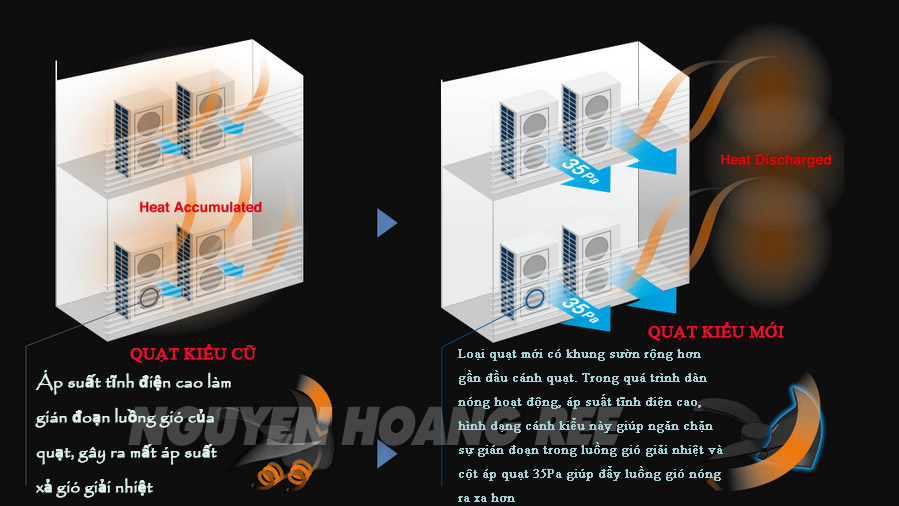 Heat Accumulated
QUẠT KIỂU CŨ
Áp suất tĩnh điện cao làm
gián đoạn luồng gió của
quạt, gây ra mất áp suất
xả gió giải nhiệt
35Pa
Heat Discharged
35Pa
QUẠT KIỂU MỚI
Loại quạt mới có khung sườn rộng hơn
gần đầu cánh quạt. Trong quá trình dàn
nóng hoạt động, áp suất tĩnh điện cao,
hình dạng cánh kiểu này giúp ngăn chặn
sự gián đoạn trong luồng gió giải nhiệt và
cột áp quạt 35Pa giúp đẩy luồng gió nóng
ra xa hơn
NGUYEN HOANG REE